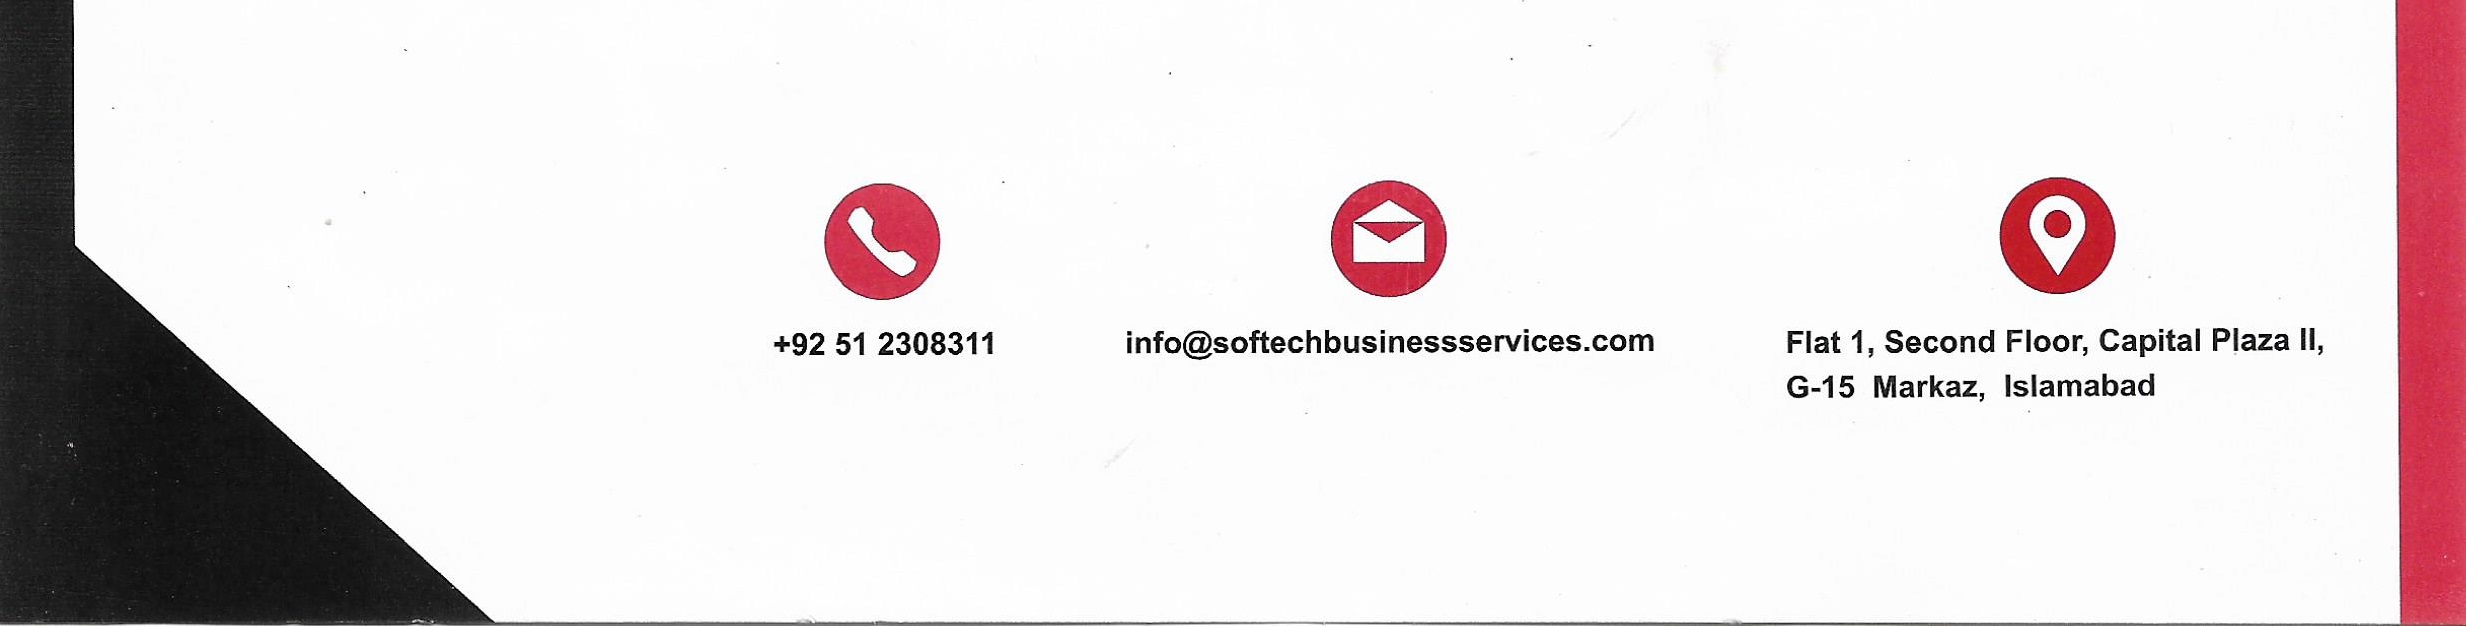 +92 51 2308311
info@softechbusinessservices.com
Flat 1, Second Floor, Capital Plaza II,
G-15 Markaz, Islamabad